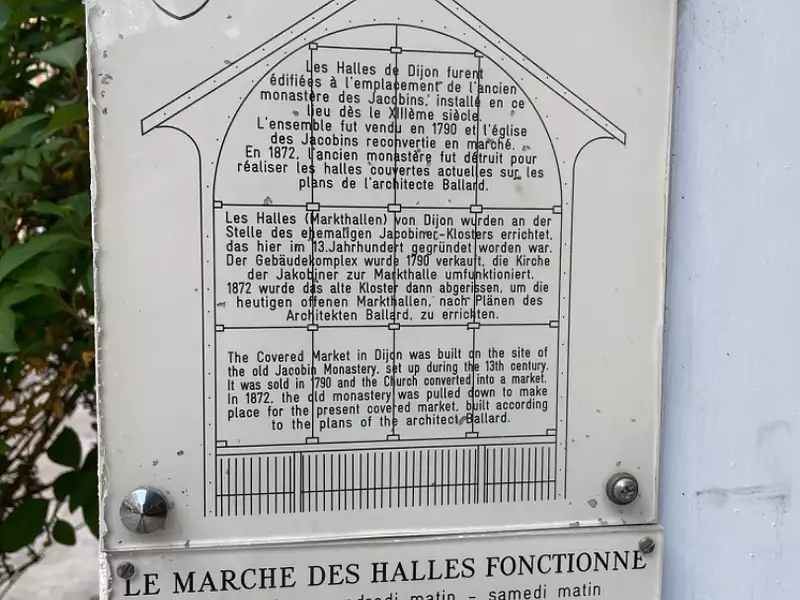 Les Halles de Dijon furent
édifiées à l'emplacement de l'ancien
monastère des Jacobins, installé en ce
lieu dès le XIIIème siècle.
L'ensemble fut vendu en 1790 et l'église
des Jacobins reconvertie en marché.
En 1872, l'ancien monastère fut détruit pour
réaliser les halles couvertes actuelles sur les
plans de l'architecte Ballard.
Les Halles (Markthallen) von Dijon wurden an der
Stelle des ehemaligen Jacobiner-Klosters errichtet,
das hier im 13.Jahrhundert gegründet worden war.
Der Gebäudekomplex wurde 1790 verkauft, die Kirche
der Jakobiner zur Markthalle umfunktioniert.
1872 wurde das alte Kloster dann abgerissen, um die
heutigen offenen Markthallen, nach Plänen des
Architekten Ballard, zu errichten.
The Covered Market in Dijon was built on the site of
the old Jacobin Monastery, set up during the 13th century.
It was sold in 1790 and the Church converted into a market.
In 1872, the old monastery was pulled down to make
place for the present covered market, built according
to the plans of the architect Ballard.
LE MARCHE DES HALLES FONCTIONNE
matin - samedi matin